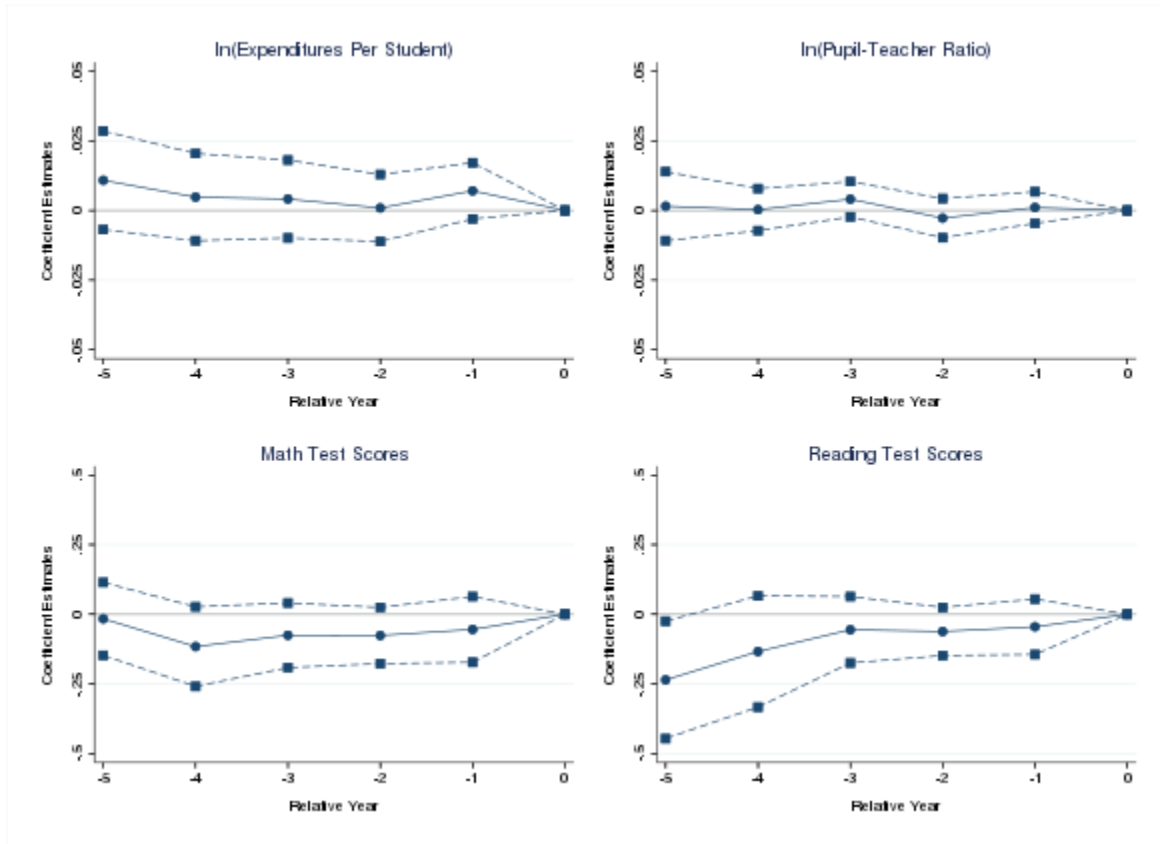 ln(Expenditures Per Student)
Coefficient Estimates
.05
.025
0
-.025
-.05
-5 -4 -3 -2 -1 0
Relative Year
ln(Pupil-Teacher Ratio)
Coefficient Estimates
.05
.025
0
-.025
-.05
-5 -4 -3 -2 -1 0
Relative Year
Math Test Scores
Coefficient Estimates
.5
.25
0
-.25
-.5
-5 -4 -3 -2 -1 0
Relative Year
Reading Test Scores
Coefficient Estimates
.5
.25
0
-.25
-.5
-5 -4 -3 -2 -1 0
Relative Year